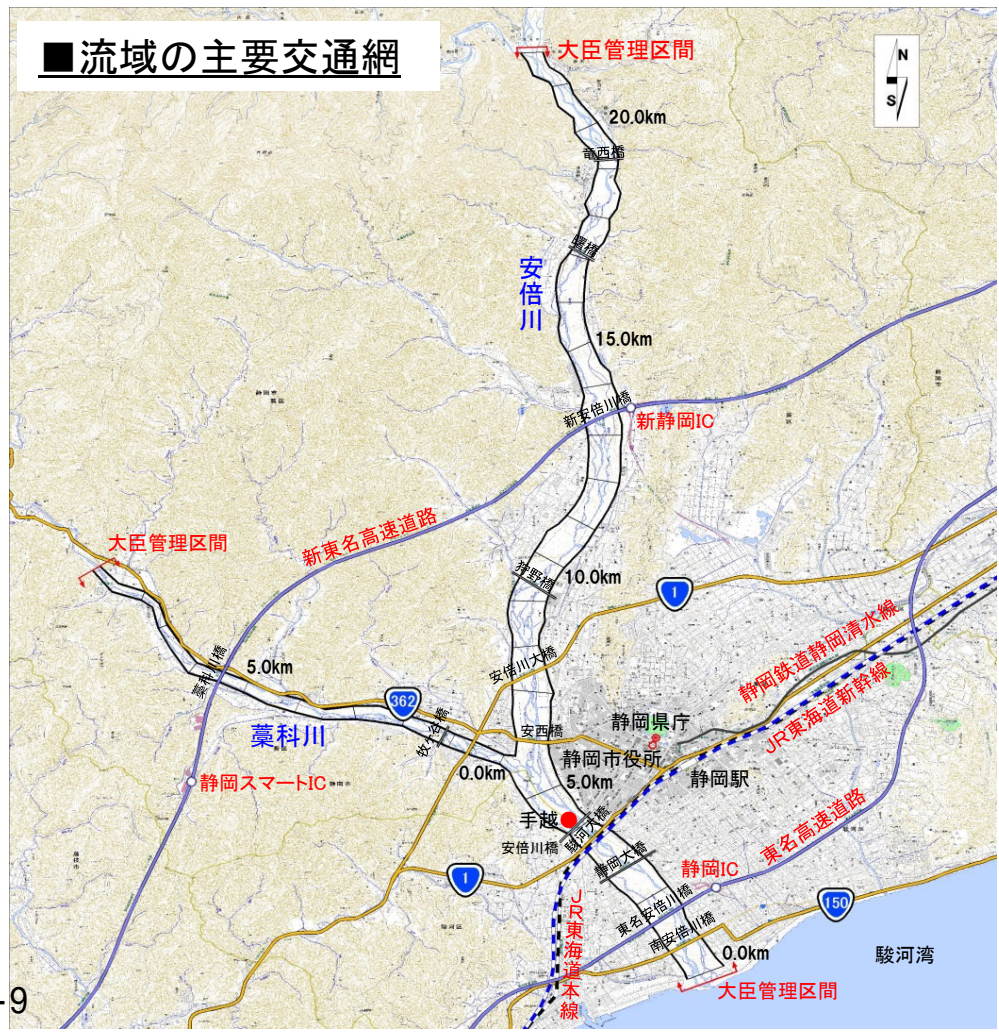 ■流域の主要交通網
大臣管理区間
N
S
20.0km
竜西橋
曙橋
安倍川
15.0km
新安倍川橋
新静岡IC
新東名高速道路
大臣管理区間
狩野橋
10.0km
1
安倍川大橋
静岡鉄道静岡清水線
JR東海道新幹線
藁科川橋
5.0km
362
牧ケ谷橋
藁科川
安西橋
静岡県庁
静岡市役所
0.0km
5.0km
静岡駅
静岡スマートIC
手越
安倍川橋
駿河大橋
静岡大橋
東名高速道路
静岡IC
1
150
JR東海道本線
東名安倍川橋
南安倍川橋
0.0km
駿河湾
大臣管理区間
-9